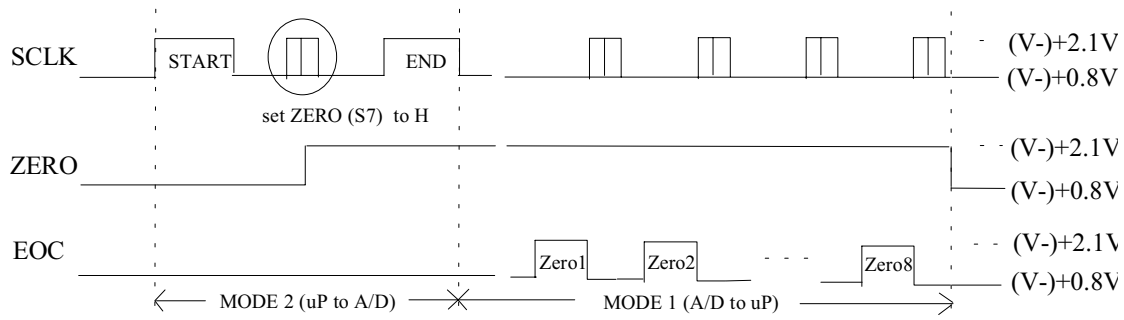 SCLK START END (V-)+2.1V
(V-)+0.8V
set ZERO (S7) to H
ZERO (V-)+2.1V
(V-)+0.8V
EOC Zero1 Zero2 Zero8 (V-)+2.1V
(V-)+0.8V
MODE 2 (uP to A/D) MODE 1 (A/D to uP)